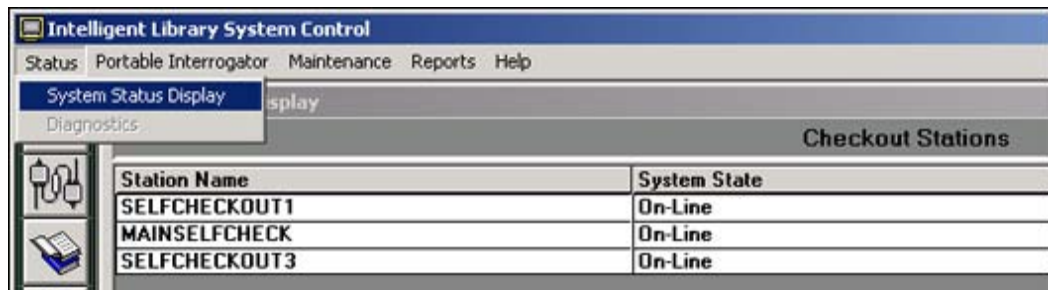 Intelligent Library System Control
Status Portable Interrogator Maintenance Reports Help
System Status Display
Diagnostics
Checkout Stations
Station Name System State
SELFCHECKOUT1 On-Line
MAINSELFCHECK On-Line
SELFCHECKOUT3 On-Line